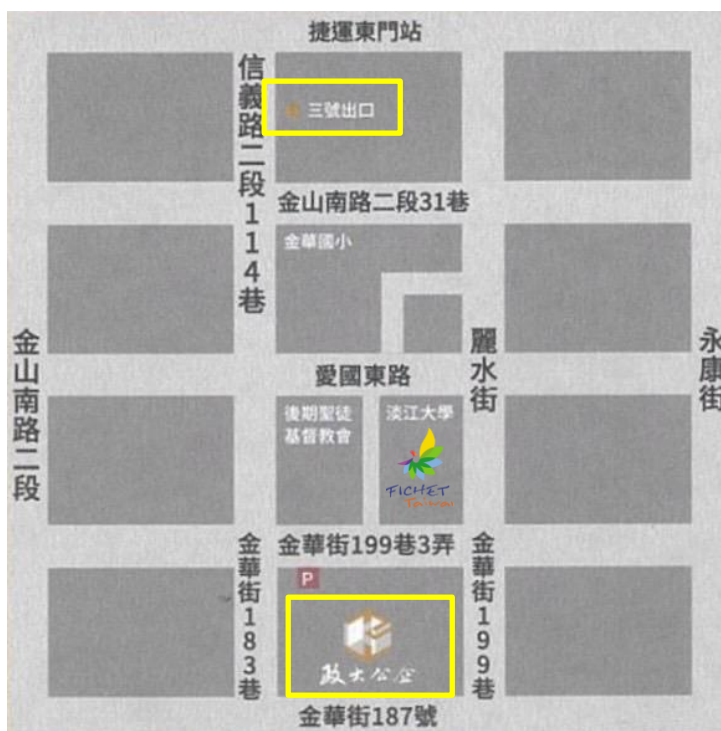 捷運東門站
信義路二段114巷
三號出口
金山南路二段31巷
金華國小
金山南路二段
愛國東路
麗水街
永康街
後期聖徒
基督教會
淡江大學
FICHET
Taiwan
金華街183巷
金華街199巷3弄
金華街199巷
P
政大公企
金華街187號